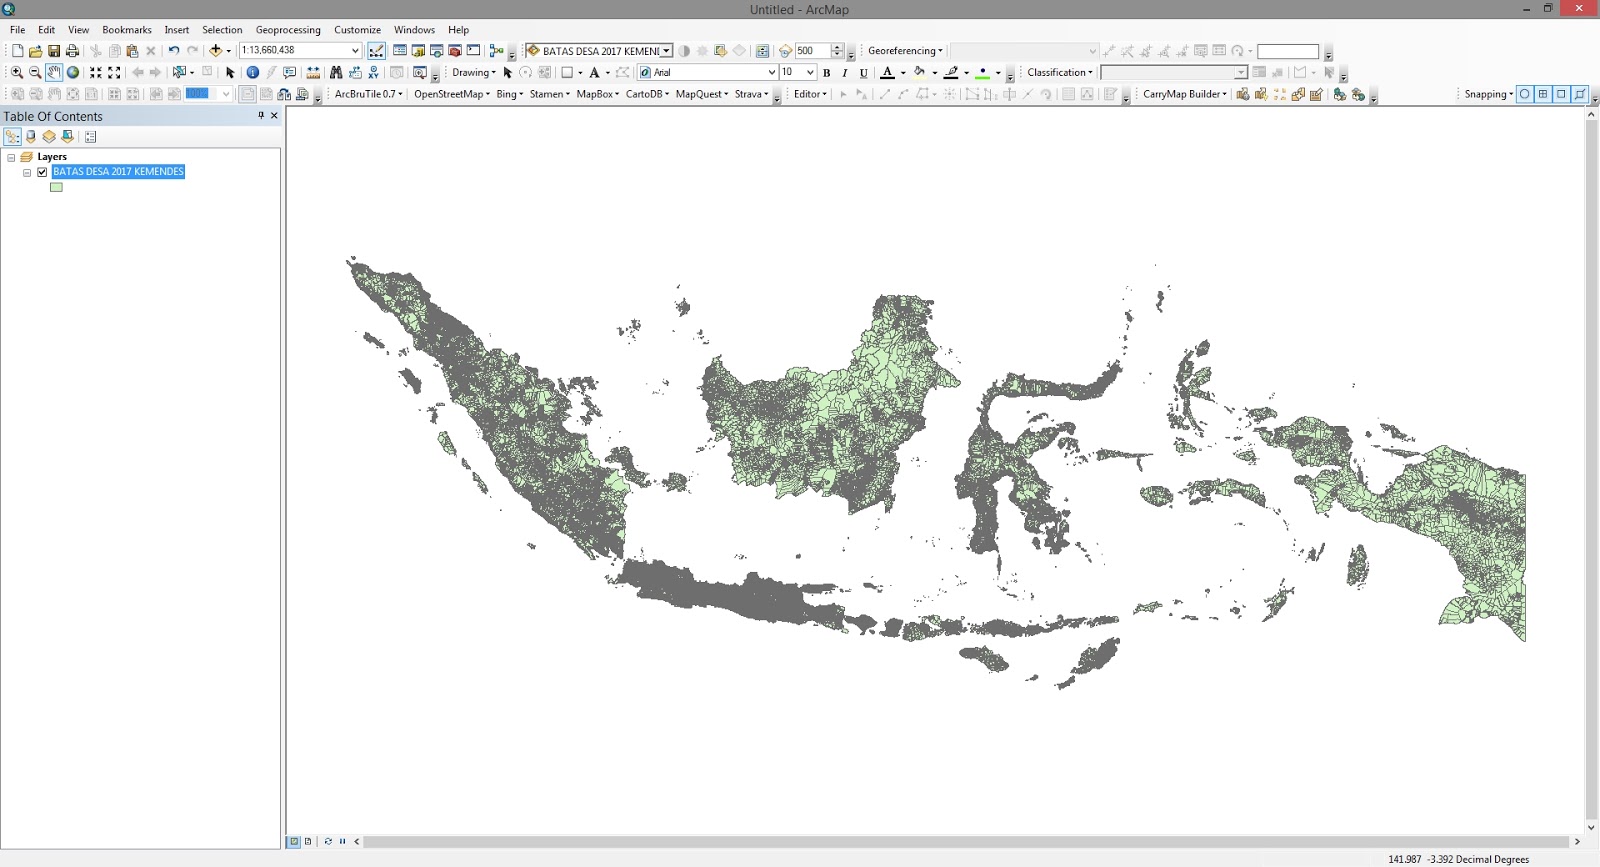 Untitled - ArcMap
File Edit View Bookmarks Insert Selection Geoprocessing Customize Windows Help
1:13,660,438 BATAS DESA 2017 KEMENI 500 Georeferencing
Drawing A Arial 10 B I U A Classification
100% ArcBruTile 0.7 OpenStreetMap Bing Stamen MapBox CartoDB MapQuest Strava Editor CarryMap Builder Snapping
Table Of Contents
Layers
BATAS DESA 2017 KEMENDES
141.987 -3.392 Decimal Degrees